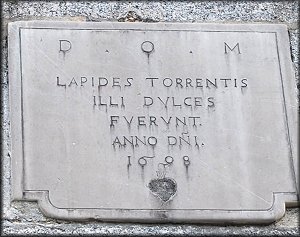 D. O. M
LAPIDES TORRENTIS
ILLI DVLCES
FVERVNT.
ANNO DÑI.
1698